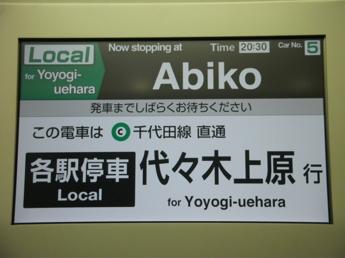 Local
for Yoyogi-uehara
Now stopping at
Time 20:30
Car No. 5
Abiko
発車までしばらくお待ちください
この電車は C 千代田線 直通
各駅停車
Local
代々木上原 行
for Yoyogi-uehara